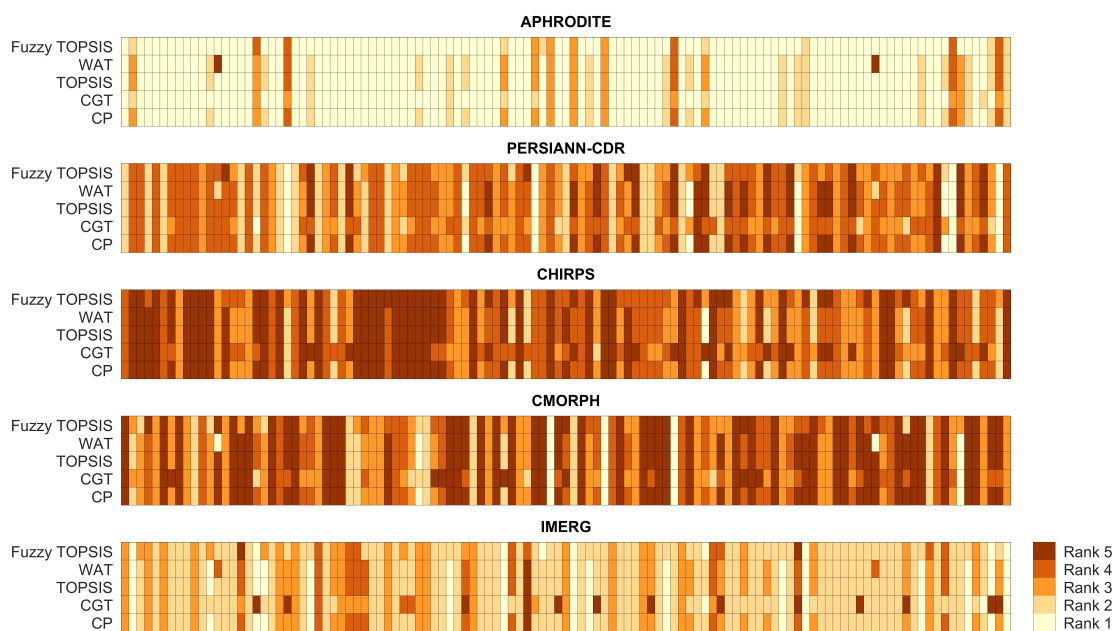 APHRODITE
Fuzzy TOPSIS
WAT
TOPSIS
CGT
CP
PERSIANN-CDR
Fuzzy TOPSIS
WAT
TOPSIS
CGT
CP
CHIRPS
Fuzzy TOPSIS
WAT
TOPSIS
CGT
CP
CMORPH
Fuzzy TOPSIS
WAT
TOPSIS
CGT
CP
IMERG
Fuzzy TOPSIS
WAT
TOPSIS
CGT
CP
Rank 5
Rank 4
Rank 3
Rank 2
Rank 1